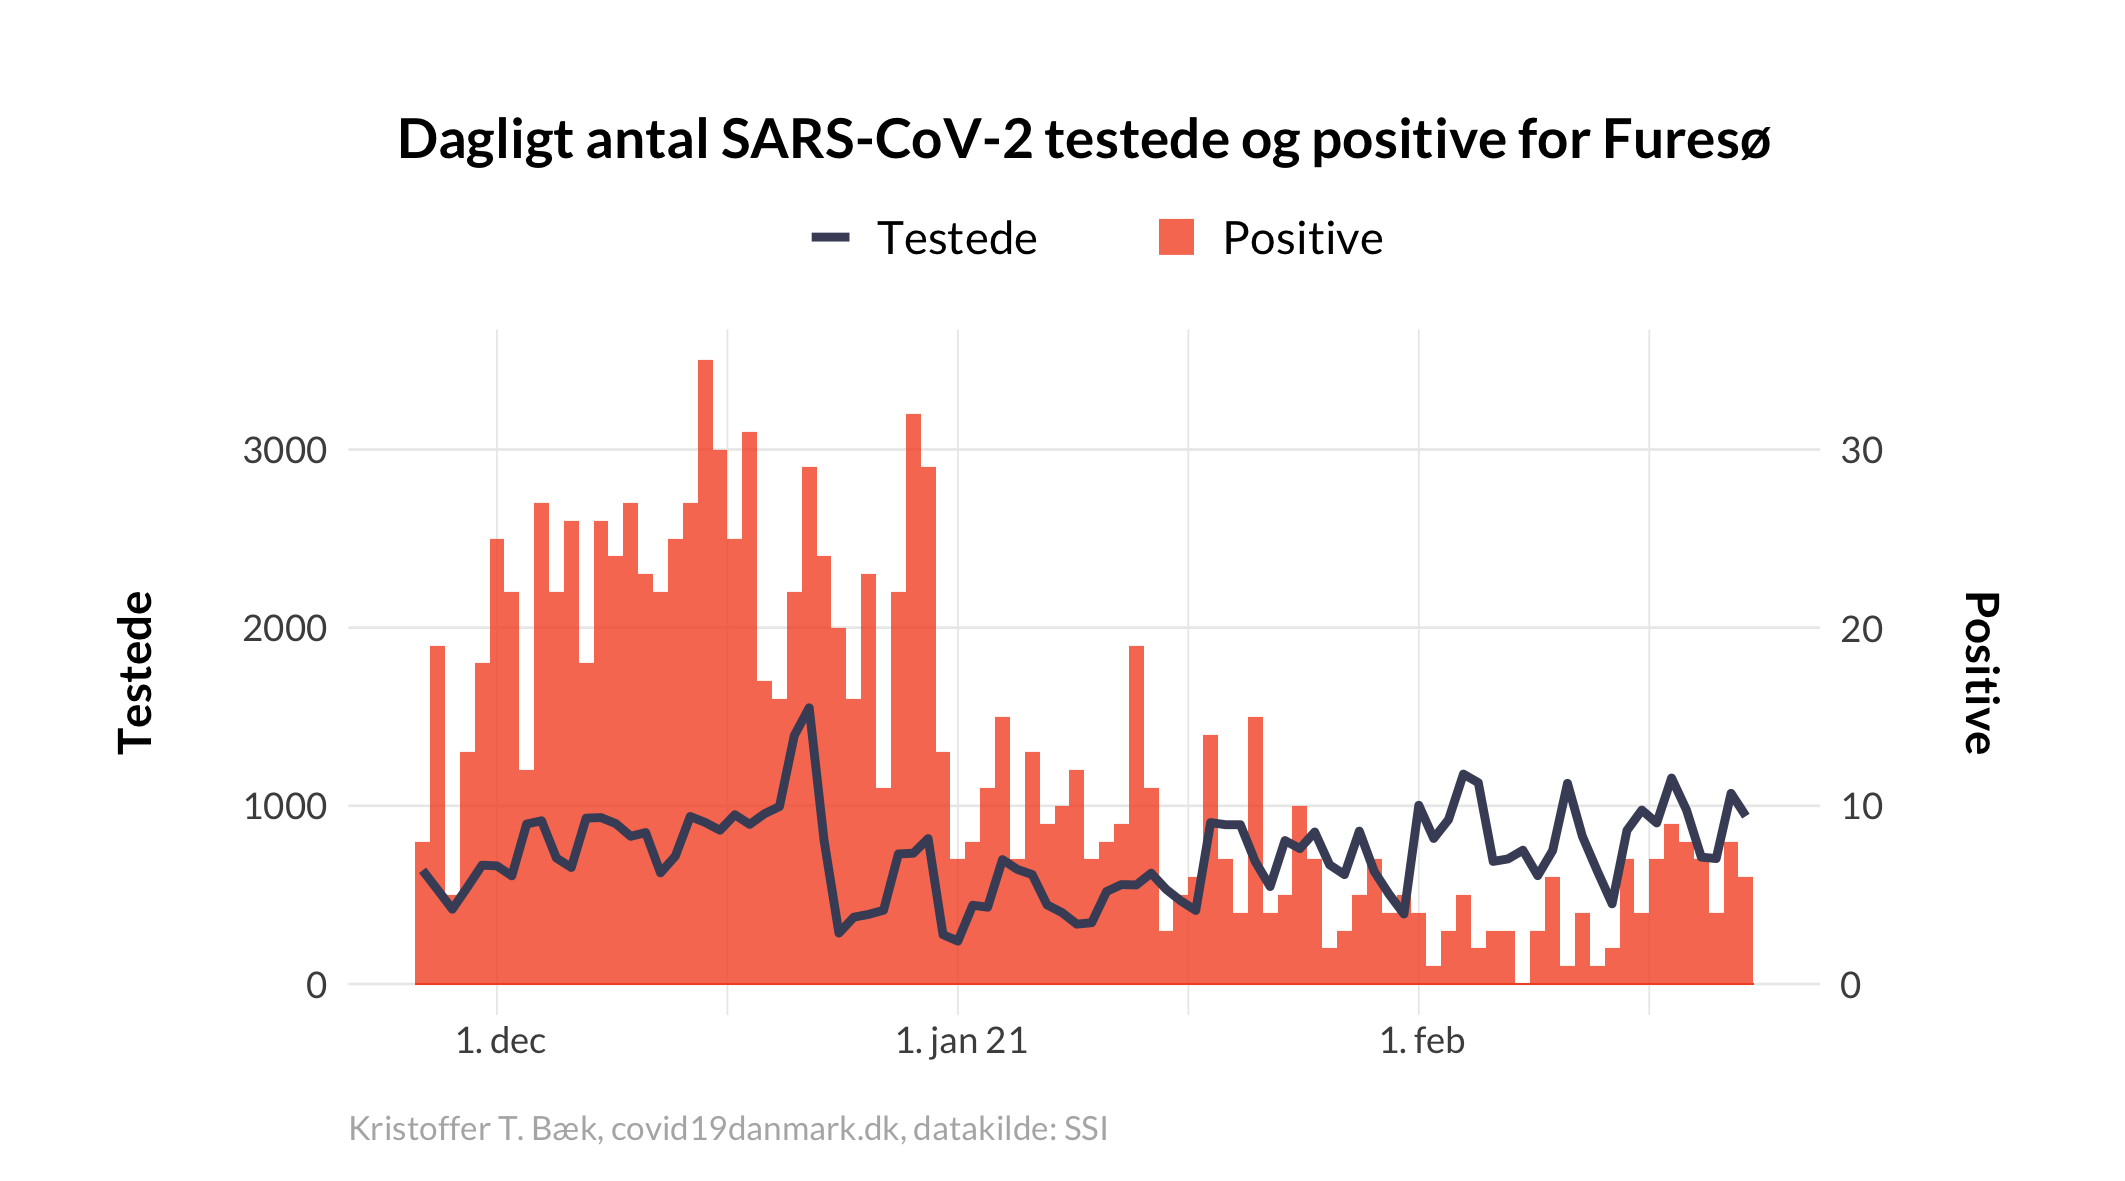 Dagligt antal SARS-CoV-2 testede og positive for Furesø
Testede
Positive
3000
2000
1000
0
Testede
30
20
10
0
Positive
1. dec
1. jan 21
1. feb
Kristoffer T. Bæk, covid19danmark.dk, datakilde: SSI